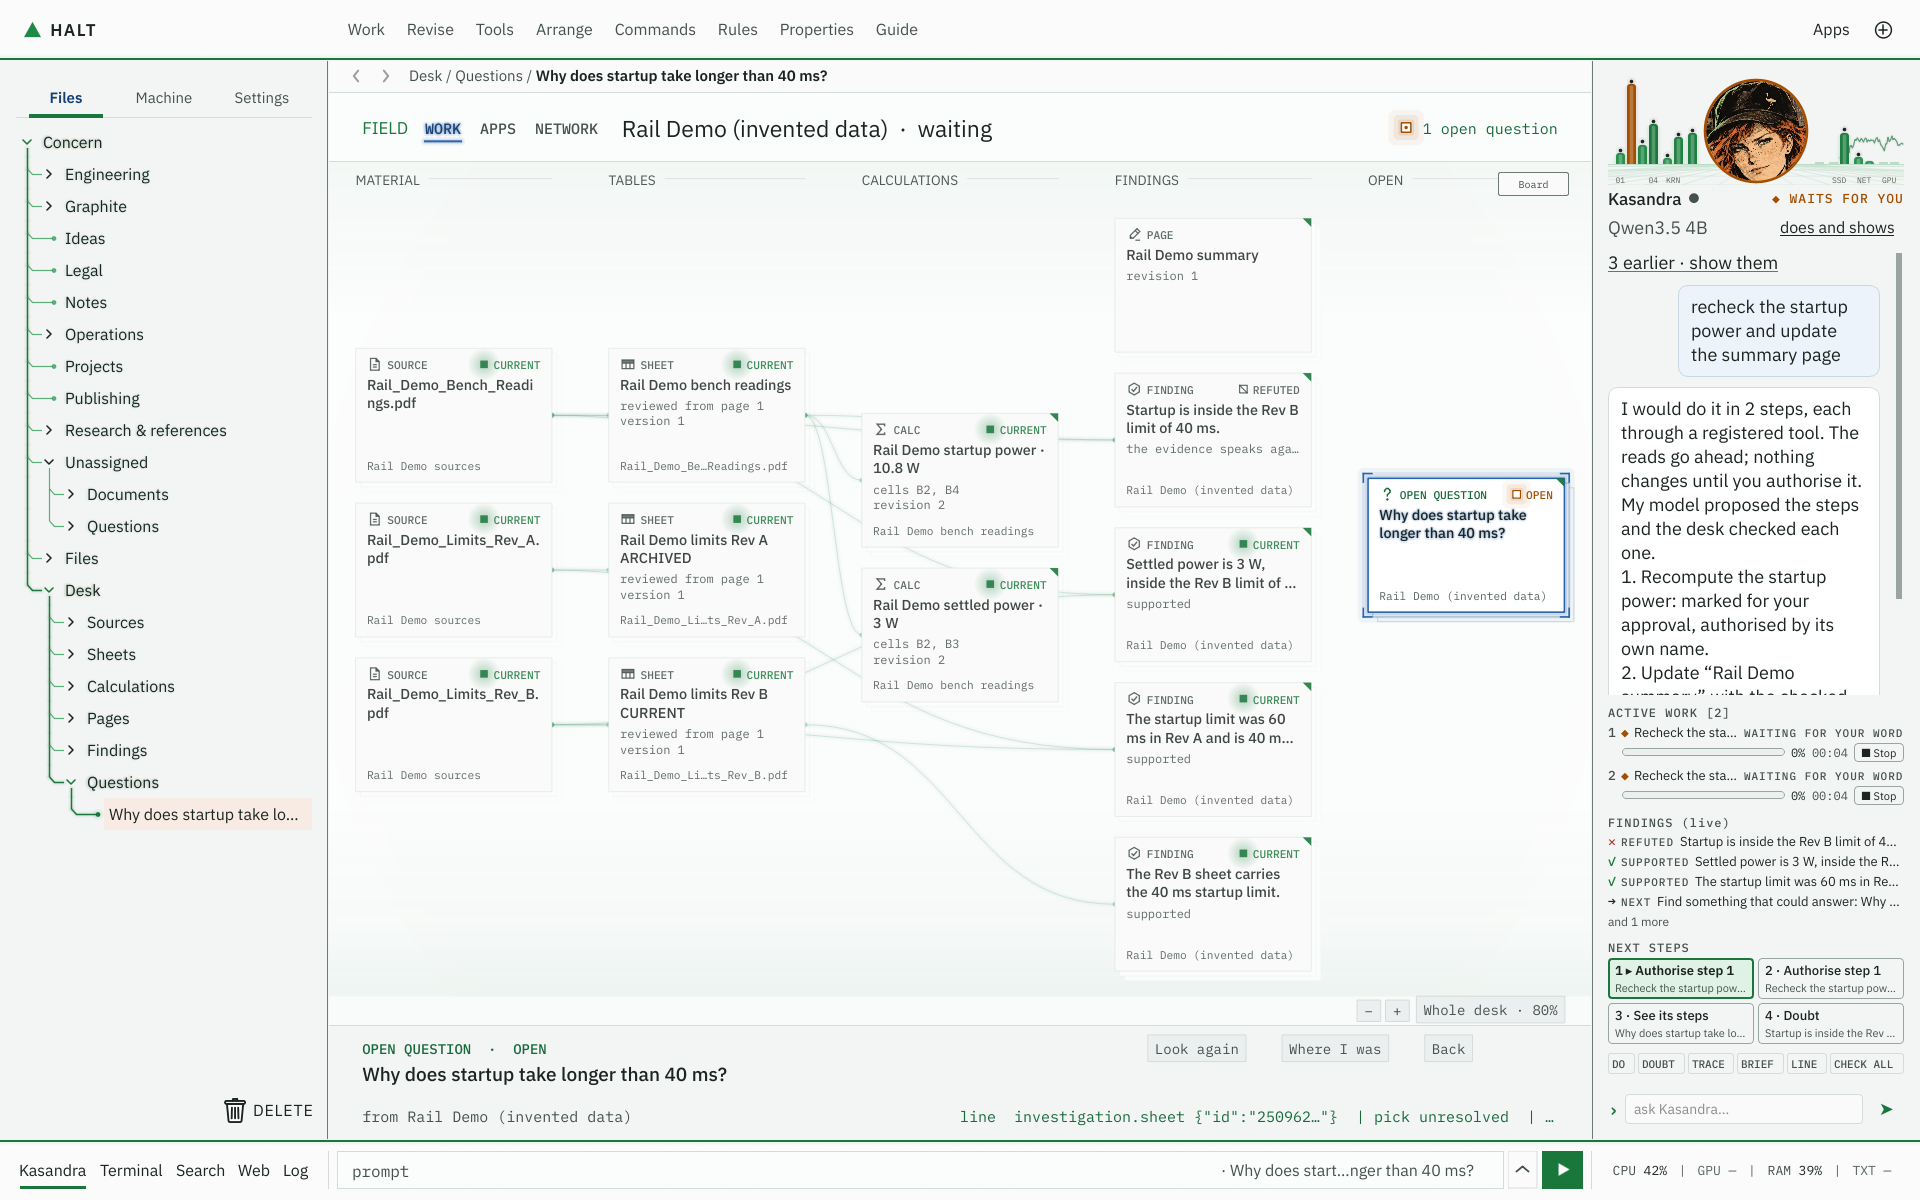 HALT
Work Revise Tools Arrange Commands Rules Properties Guide
Apps
Files Machine Settings
Concern
Engineering
Graphite
Ideas
Legal
Notes
Operations
Projects
Publishing
Research & references
Unassigned
Documents
Questions
Files
Desk
Sources
Sheets
Calculations
Pages
Findings
Questions
Why does startup take lo...
DELETE
Desk / Questions / Why does startup take longer than 40 ms?
FIELD WORK APPS NETWORK Rail Demo (invented data) · waiting
1 open question
MATERIAL TABLES CALCULATIONS FINDINGS OPEN
Board
SOURCE CURRENT
Rail_Demo_Bench_Readi
ngs.pdf
Rail Demo sources
SOURCE CURRENT
Rail_Demo_Limits_Rev_A.
pdf
Rail Demo sources
SOURCE CURRENT
Rail_Demo_Limits_Rev_B.
pdf
Rail Demo sources
SHEET CURRENT
Rail Demo bench readings
reviewed from page 1
version 1
Rail_Demo_Be…Readings.pdf
SHEET CURRENT
Rail Demo limits Rev A
ARCHIVED
reviewed from page 1
version 1
Rail_Demo_Li…ts_Rev_A.pdf
SHEET CURRENT
Rail Demo limits Rev B
CURRENT
reviewed from page 1
version 1
Rail_Demo_Li…ts_Rev_B.pdf
CALC CURRENT
Rail Demo startup power ·
10.8 W
cells B2, B4
revision 2
Rail Demo bench readings
CALC CURRENT
Rail Demo settled power ·
3 W
cells B2, B3
revision 2
Rail Demo bench readings
PAGE
Rail Demo summary
revision 1
FINDING REFUTED
Startup is inside the Rev B
limit of 40 ms.
the evidence speaks aga…
Rail Demo (invented data)
FINDING CURRENT
Settled power is 3 W,
inside the Rev B limit of ...
supported
Rail Demo (invented data)
FINDING CURRENT
The startup limit was 60
ms in Rev A and is 40 m...
supported
Rail Demo (invented data)
FINDING CURRENT
The Rev B sheet carries
the 40 ms startup limit.
supported
Rail Demo (invented data)
? OPEN QUESTION OPEN
Why does startup take
longer than 40 ms?
Rail Demo (invented data)
− + Whole desk · 80%
OPEN QUESTION · OPEN
Look again Where I was Back
Why does startup take longer than 40 ms?
from Rail Demo (invented data)
line investigation.sheet {"id":"250962…"} | pick unresolved | …
01 04 KRN SSD NET GPU
Kasandra ● ◆ WAITS FOR YOU
Qwen3.5 4B does and shows
3 earlier · show them
recheck the startup
power and update
the summary page
I would do it in 2 steps, each
through a registered tool. The
reads go ahead; nothing
changes until you authorise it.
My model proposed the steps
and the desk checked each
one.
1. Recompute the startup
power: marked for your
approval, authorised by its
own name.
2. Update “Rail Demo
summary” with the checked
ACTIVE WORK [2]
1 ◆ Recheck the sta... WAITING FOR YOUR WORD
0% 00:04 ■ Stop
2 ◆ Recheck the sta... WAITING FOR YOUR WORD
0% 00:04 ■ Stop
FINDINGS (live)
× REFUTED Startup is inside the Rev B limit of 4...
✓ SUPPORTED Settled power is 3 W, inside the R...
✓ SUPPORTED The startup limit was 60 ms in Re...
→ NEXT Find something that could answer: Why ...
and 1 more
NEXT STEPS
1 ▸ Authorise step 1
Recheck the startup pow...
2 · Authorise step 1
Recheck the startup pow...
3 · See its steps
Why does startup take lo...
4 · Doubt
Startup is inside the Rev ...
DO DOUBT TRACE BRIEF LINE CHECK ALL
› ask Kasandra...
Kasandra Terminal Search Web Log
prompt · Why does start...nger than 40 ms?
CPU 42% | GPU — | RAM 39% | TXT —